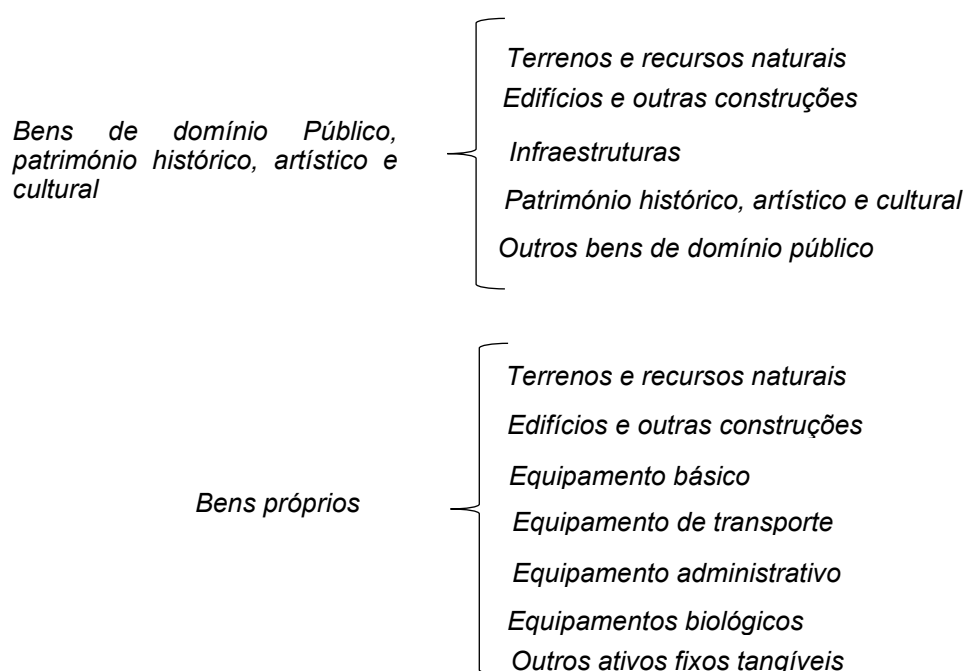 Bens de domínio Público,
património histórico, artístico e
cultural
Terrenos e recursos naturais
Edifícios e outras construções
Infraestruturas
Património histórico, artístico e cultural
Outros bens de domínio público
Bens próprios
Terrenos e recursos naturais
Edifícios e outras construções
Equipamento básico
Equipamento de transporte
Equipamento administrativo
Equipamentos biológicos
Outros ativos fixos tangíveis